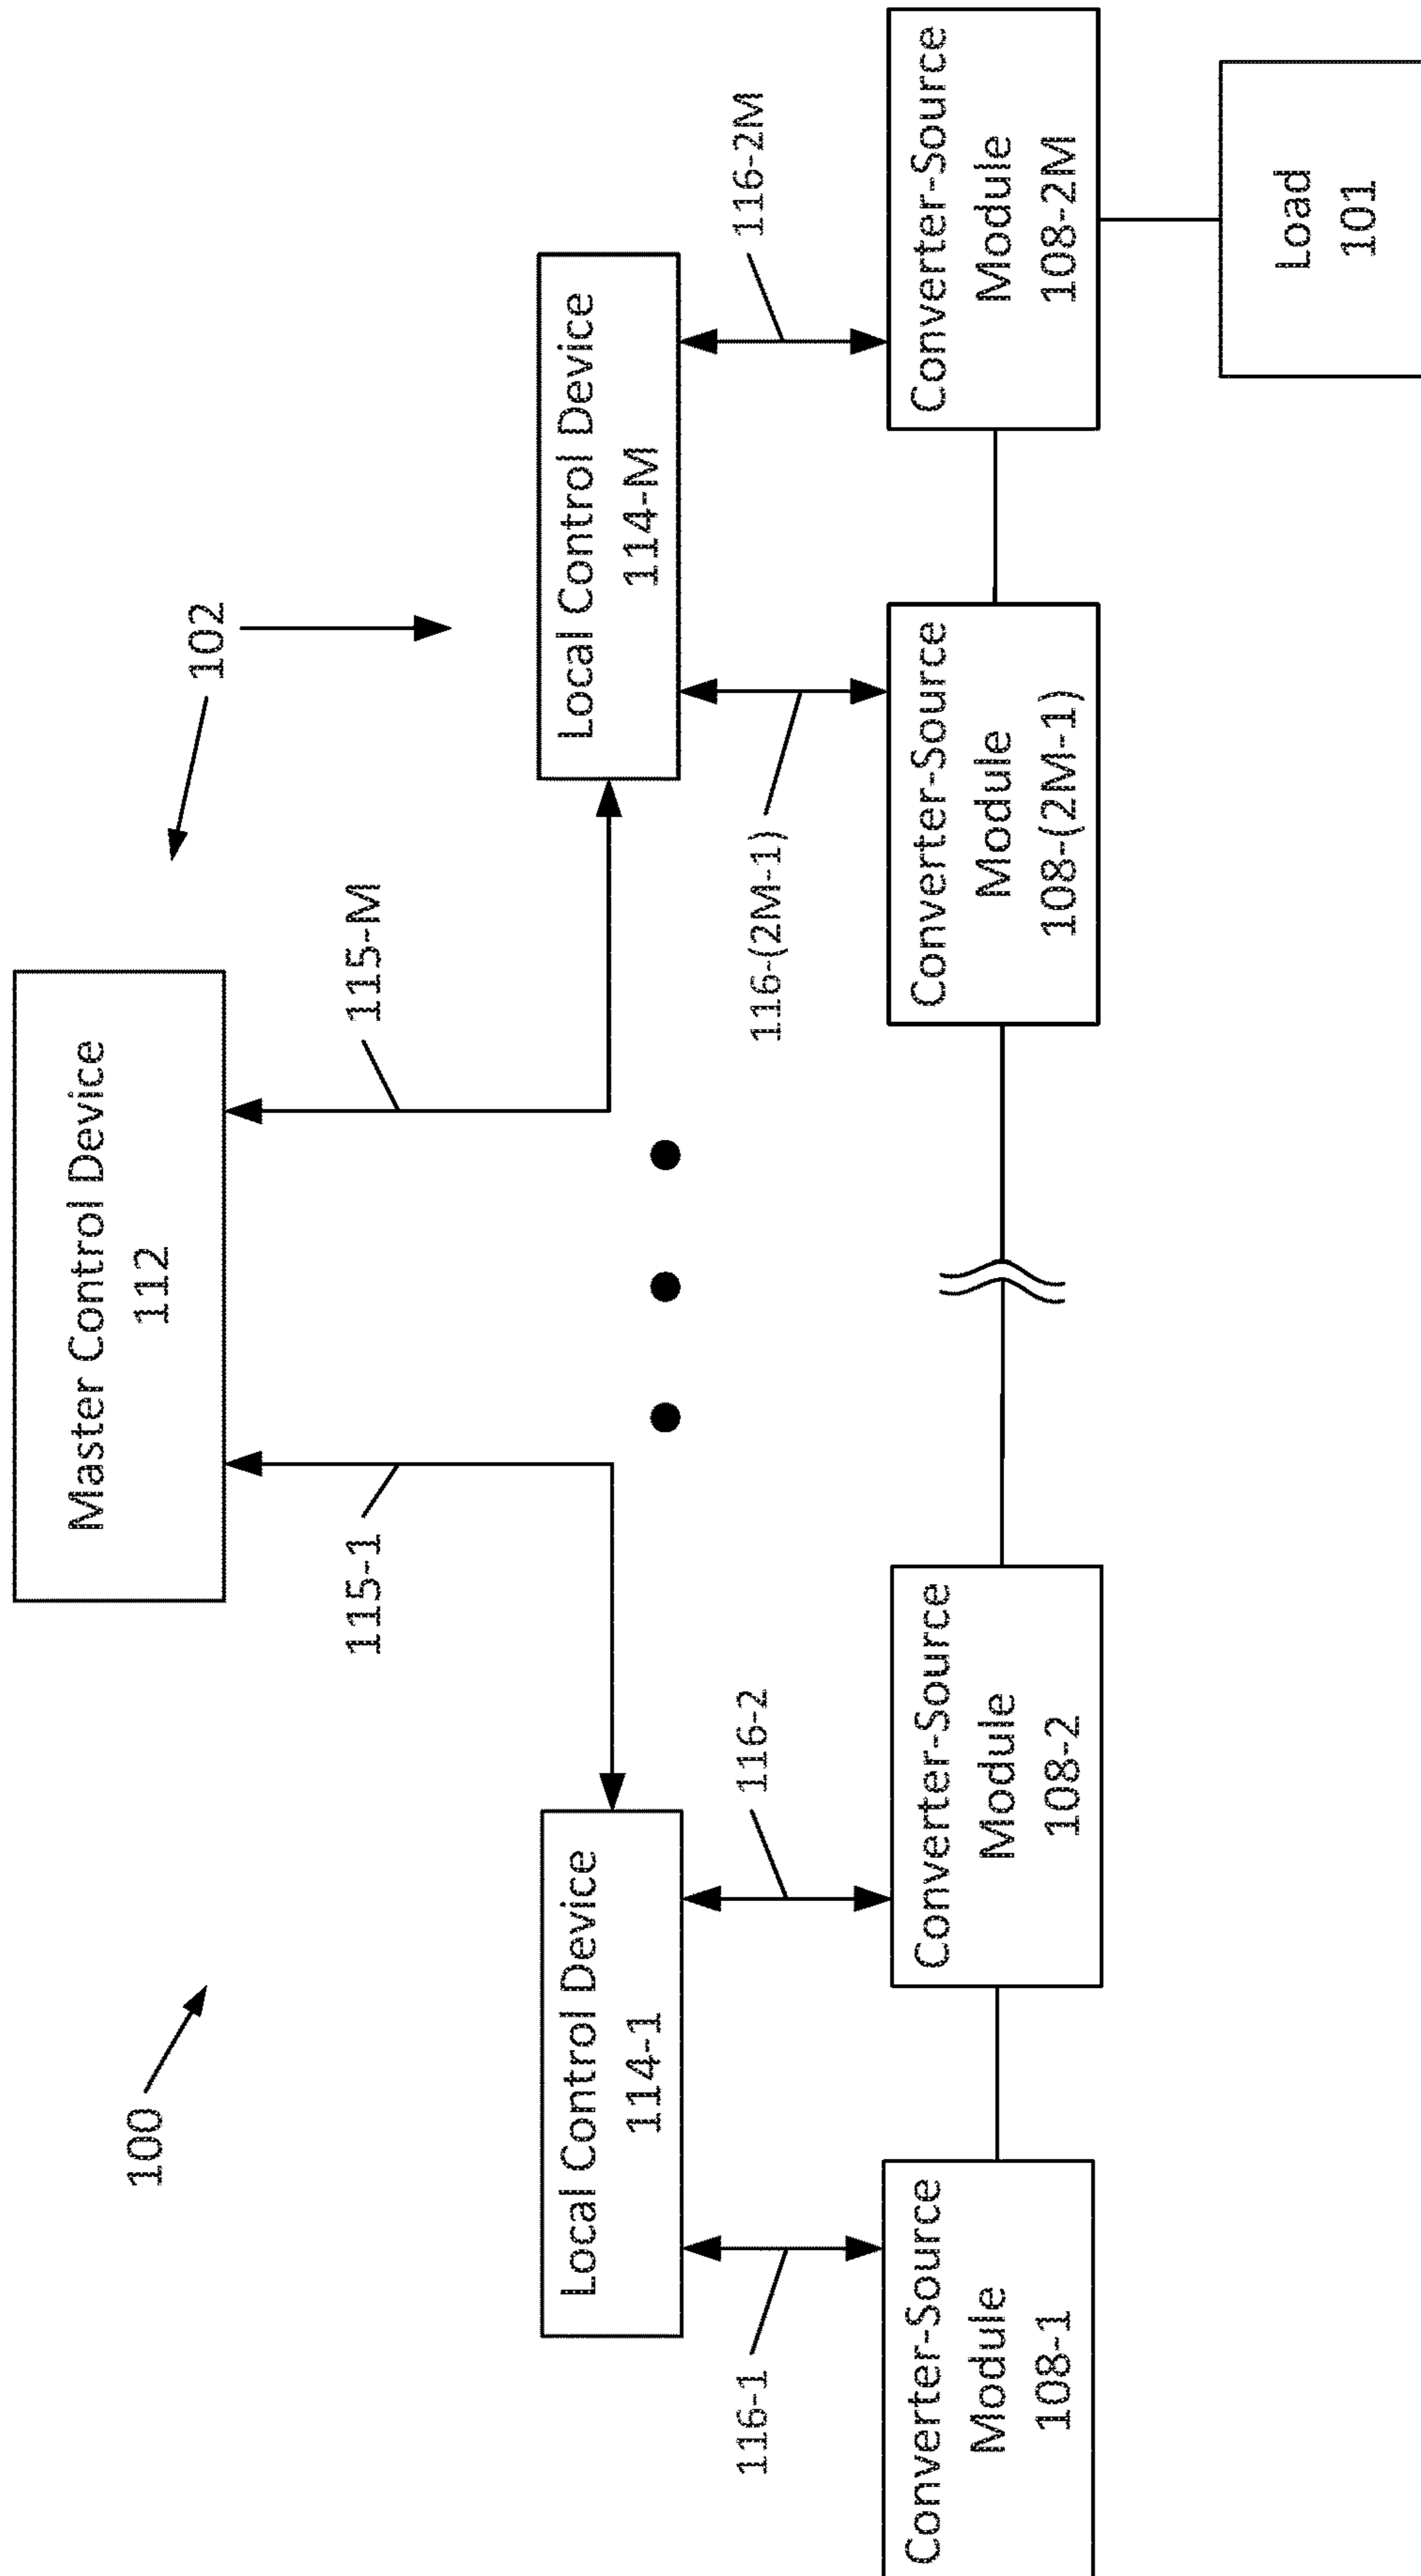 100
102
Master Control Device
112
115-1
115-M
Local Control Device
114-1
Local Control Device
114-M
116-1
116-2
116-(2M-1)
116-2M
Converter-Source
Module
108-1
Converter-Source
Module
108-2
Converter-Source
Module
108-(2M-1)
Converter-Source
Module
108-2M
Load
101